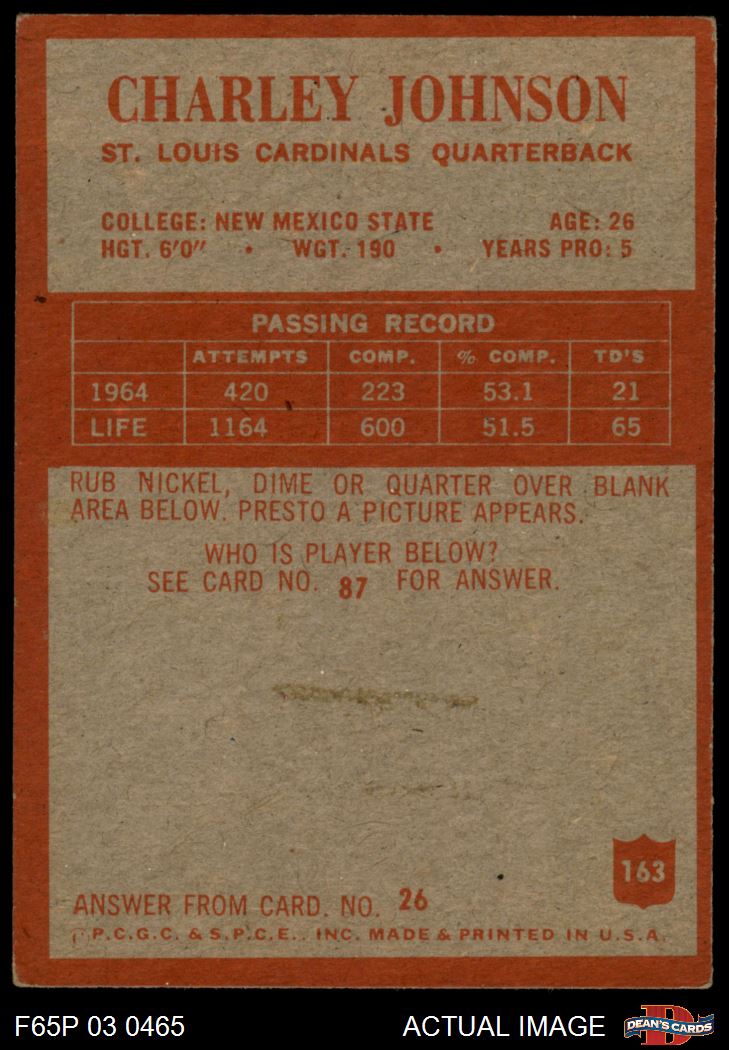 CHARLEY JOHNSON
ST. LOUIS CARDINALS QUARTERBACK
COLLEGE: NEW MEXICO STATE AGE: 26
HGT. 6'0" • WGT. 190 • YEARS PRO: 5
PASSING RECORD
ATTEMPTS COMP. % COMP. TD'S
1964 420 223 53.1 21
LIFE 1164 600 51.5 65
RUB NICKEL, DIME OR QUARTER OVER BLANK
AREA BELOW. PRESTO A PICTURE APPEARS.
WHO IS PLAYER BELOW?
SEE CARD NO. 87 FOR ANSWER.
163
ANSWER FROM CARD. NO. 26
P.C.G.C. & S.P.C.E., INC. MADE & PRINTED IN U.S.A.
F65P 03 0465 ACTUAL IMAGE
D
DEAN'S CARDS